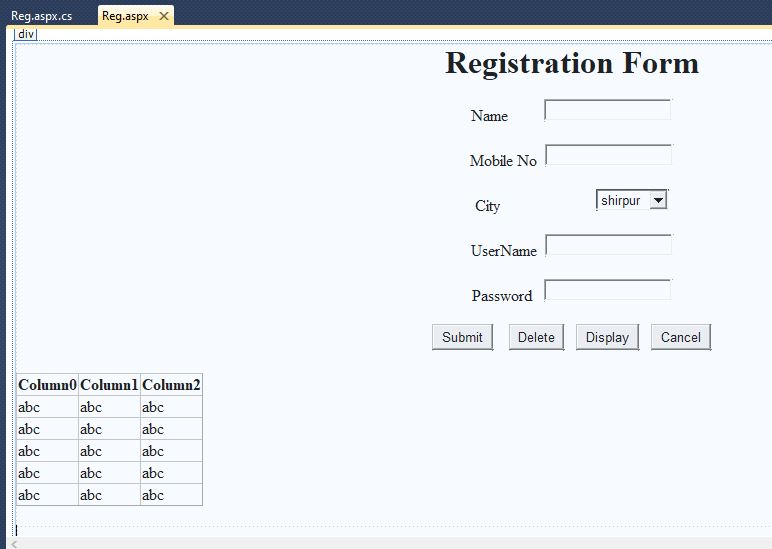 Reg.aspx.cs Reg.aspx
div
Registration Form
Name
Mobile No
City shirpur
UserName
Password
Submit Delete Display Cancel
Column0 Column1 Column2
abc abc abc
abc abc abc
abc abc abc
abc abc abc
abc abc abc